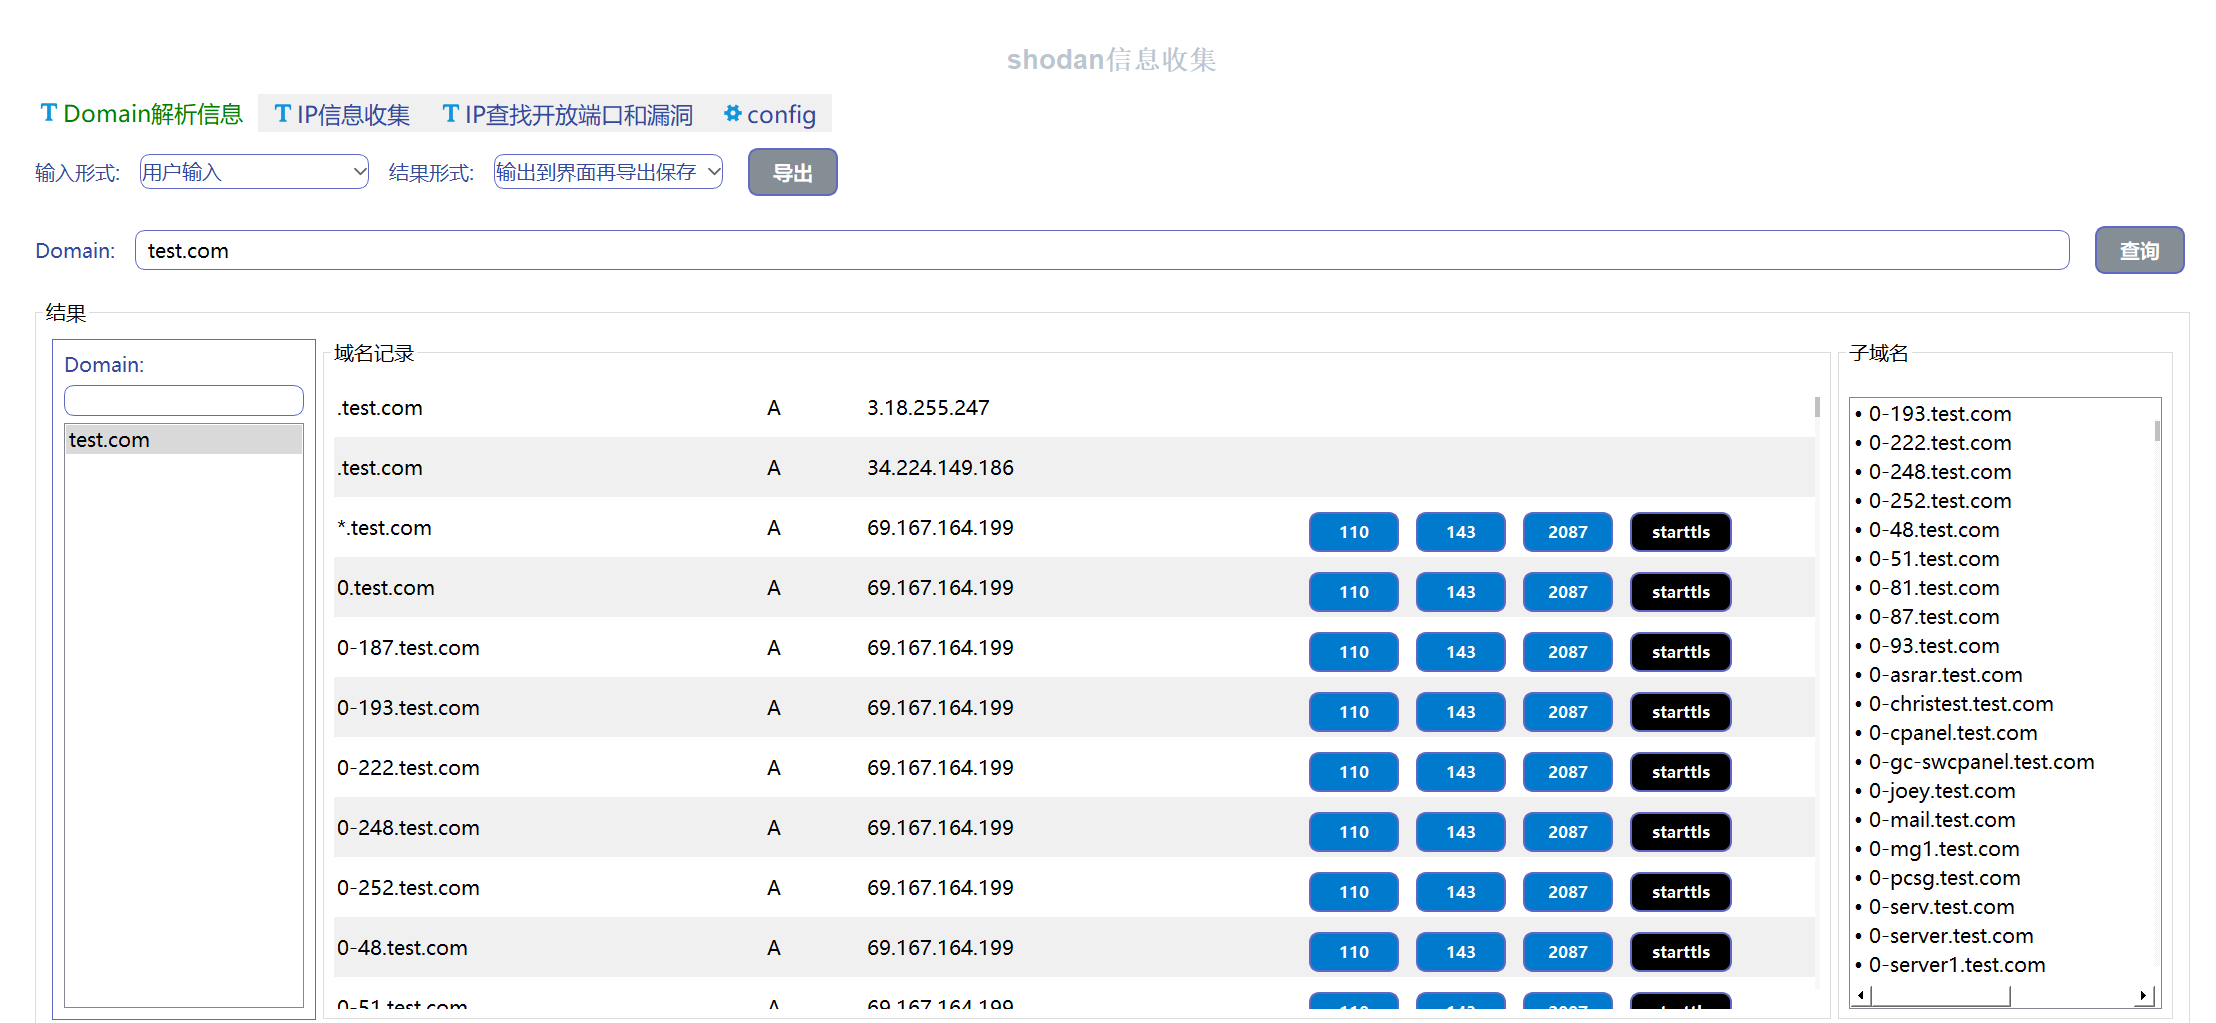 shodan信息收集
Domain解析信息 IP信息收集 IP查找开放端口和漏洞 config
输入形式: 用户输入 结果形式: 输出到界面再导出保存 导出
Domain: test.com 查询
结果
Domain:
test.com
域名记录
.test.com A 3.18.255.247
.test.com A 34.224.149.186
*.test.com A 69.167.164.199 110 143 2087 starttls
0.test.com A 69.167.164.199 110 143 2087 starttls
0-187.test.com A 69.167.164.199 110 143 2087 starttls
0-193.test.com A 69.167.164.199 110 143 2087 starttls
0-222.test.com A 69.167.164.199 110 143 2087 starttls
0-248.test.com A 69.167.164.199 110 143 2087 starttls
0-252.test.com A 69.167.164.199 110 143 2087 starttls
0-48.test.com A 69.167.164.199 110 143 2087 starttls
0-51.test.com A 69.167.164.199 110 143 2087 starttls
子域名
• 0-193.test.com
• 0-222.test.com
• 0-248.test.com
• 0-252.test.com
• 0-48.test.com
• 0-51.test.com
• 0-81.test.com
• 0-87.test.com
• 0-93.test.com
• 0-asrar.test.com
• 0-christest.test.com
• 0-cpanel.test.com
• 0-gc-swcpanel.test.com
• 0-joey.test.com
• 0-mail.test.com
• 0-mg1.test.com
• 0-pcsg.test.com
• 0-serv.test.com
• 0-server.test.com
• 0-server1.test.com